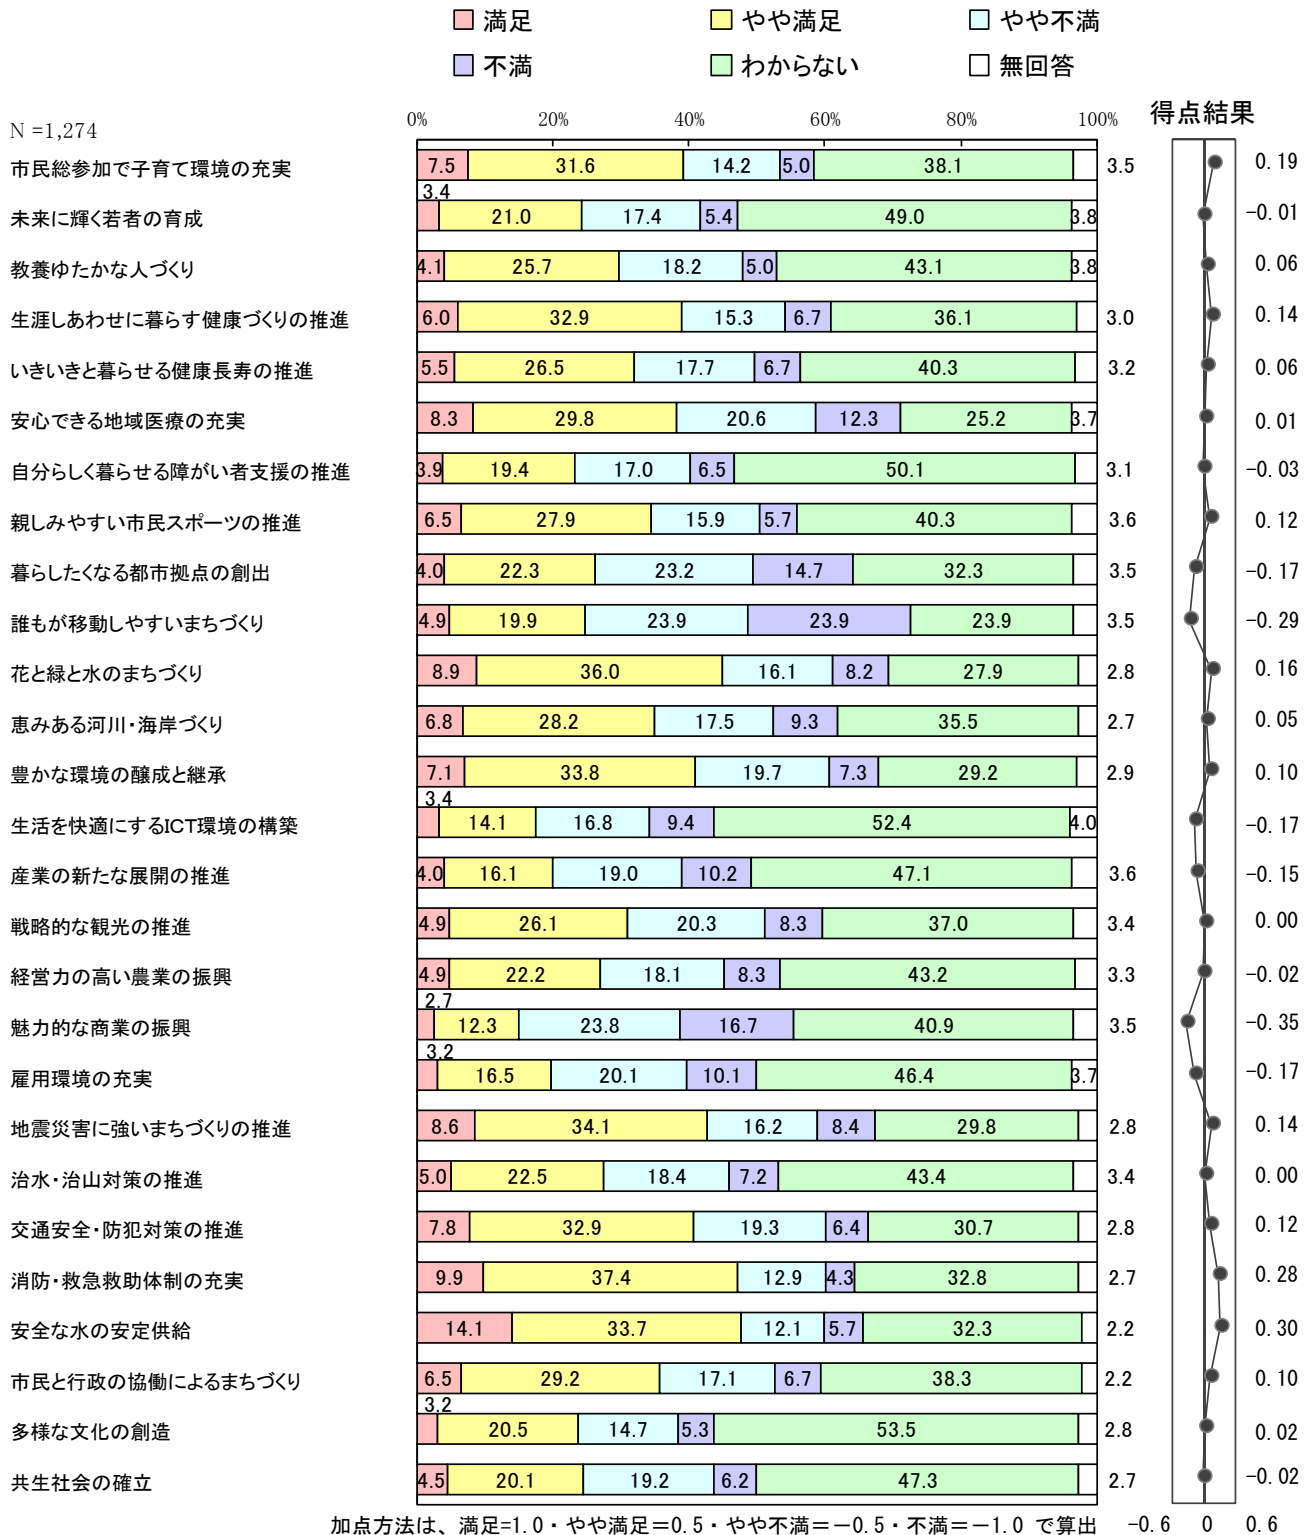 満足 やや満足 やや不満
不満 わからない 無回答
N =1,274
0% 20% 40% 60% 80% 100% 得点結果
市民総参加で子育て環境の充実 7.5 31.6 14.2 5.0 38.1 3.5 0.19
未来に輝く若者の育成 3.4 21.0 17.4 5.4 49.0 3.8 -0.01
教養ゆたかな人づくり 4.1 25.7 18.2 5.0 43.1 3.8 0.06
生涯しあわせに暮らす健康づくりの推進 6.0 32.9 15.3 6.7 36.1 3.0 0.14
いきいきと暮らせる健康長寿の推進 5.5 26.5 17.7 6.7 40.3 3.2 0.06
安心できる地域医療の充実 8.3 29.8 20.6 12.3 25.2 3.7 0.01
自分らしく暮らせる障がい者支援の推進 3.9 19.4 17.0 6.5 50.1 3.1 -0.03
親しみやすい市民スポーツの推進 6.5 27.9 15.9 5.7 40.3 3.6 0.12
暮らしたくなる都市拠点の創出 4.0 22.3 23.2 14.7 32.3 3.5 -0.17
誰もが移動しやすいまちづくり 4.9 19.9 23.9 23.9 23.9 3.5 -0.29
花と緑と水のまちづくり 8.9 36.0 16.1 8.2 27.9 2.8 0.16
恵みある河川・海岸づくり 6.8 28.2 17.5 9.3 35.5 2.7 0.05
豊かな環境の醸成と継承 7.1 33.8 19.7 7.3 29.2 2.9 0.10
生活を快適にするICT環境の構築 3.4 14.1 16.8 9.4 52.4 4.0 -0.17
産業の新たな展開の推進 4.0 16.1 19.0 10.2 47.1 3.6 -0.15
戦略的な観光の推進 4.9 26.1 20.3 8.3 37.0 3.4 0.00
経営力の高い農業の振興 4.9 22.2 18.1 8.3 43.2 3.3 -0.02
魅力的な商業の振興 2.7 12.3 23.8 16.7 40.9 3.5 -0.35
雇用環境の充実 3.2 16.5 20.1 10.1 46.4 3.7 -0.17
地震災害に強いまちづくりの推進 8.6 34.1 16.2 8.4 29.8 2.8 0.14
治水・治山対策の推進 5.0 22.5 18.4 7.2 43.4 3.4 0.00
交通安全・防犯対策の推進 7.8 32.9 19.3 6.4 30.7 2.8 0.12
消防・救急救助体制の充実 9.9 37.4 12.9 4.3 32.8 2.7 0.28
安全な水の安定供給 14.1 33.7 12.1 5.7 32.3 2.2 0.30
市民と行政の協働によるまちづくり 6.5 29.2 17.1 6.7 38.3 2.2 0.10
多様な文化の創造 3.2 20.5 14.7 5.3 53.5 2.8 0.02
共生社会の確立 4.5 20.1 19.2 6.2 47.3 2.7 -0.02
加点方法は、満足=1.0・やや満足＝0.5・やや不満＝－0.5・不満＝－1.0 で算出 -0.6 0 0.6